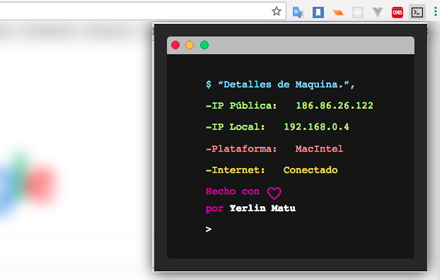 CORS
$ “Detalles de Maquina.”,
-IP Pública: 186.86.26.122
-IP Local: 192.168.0.4
-Plataforma: MacIntel
-Internet: Conectado
Hecho con
por Yerlin Matu
>